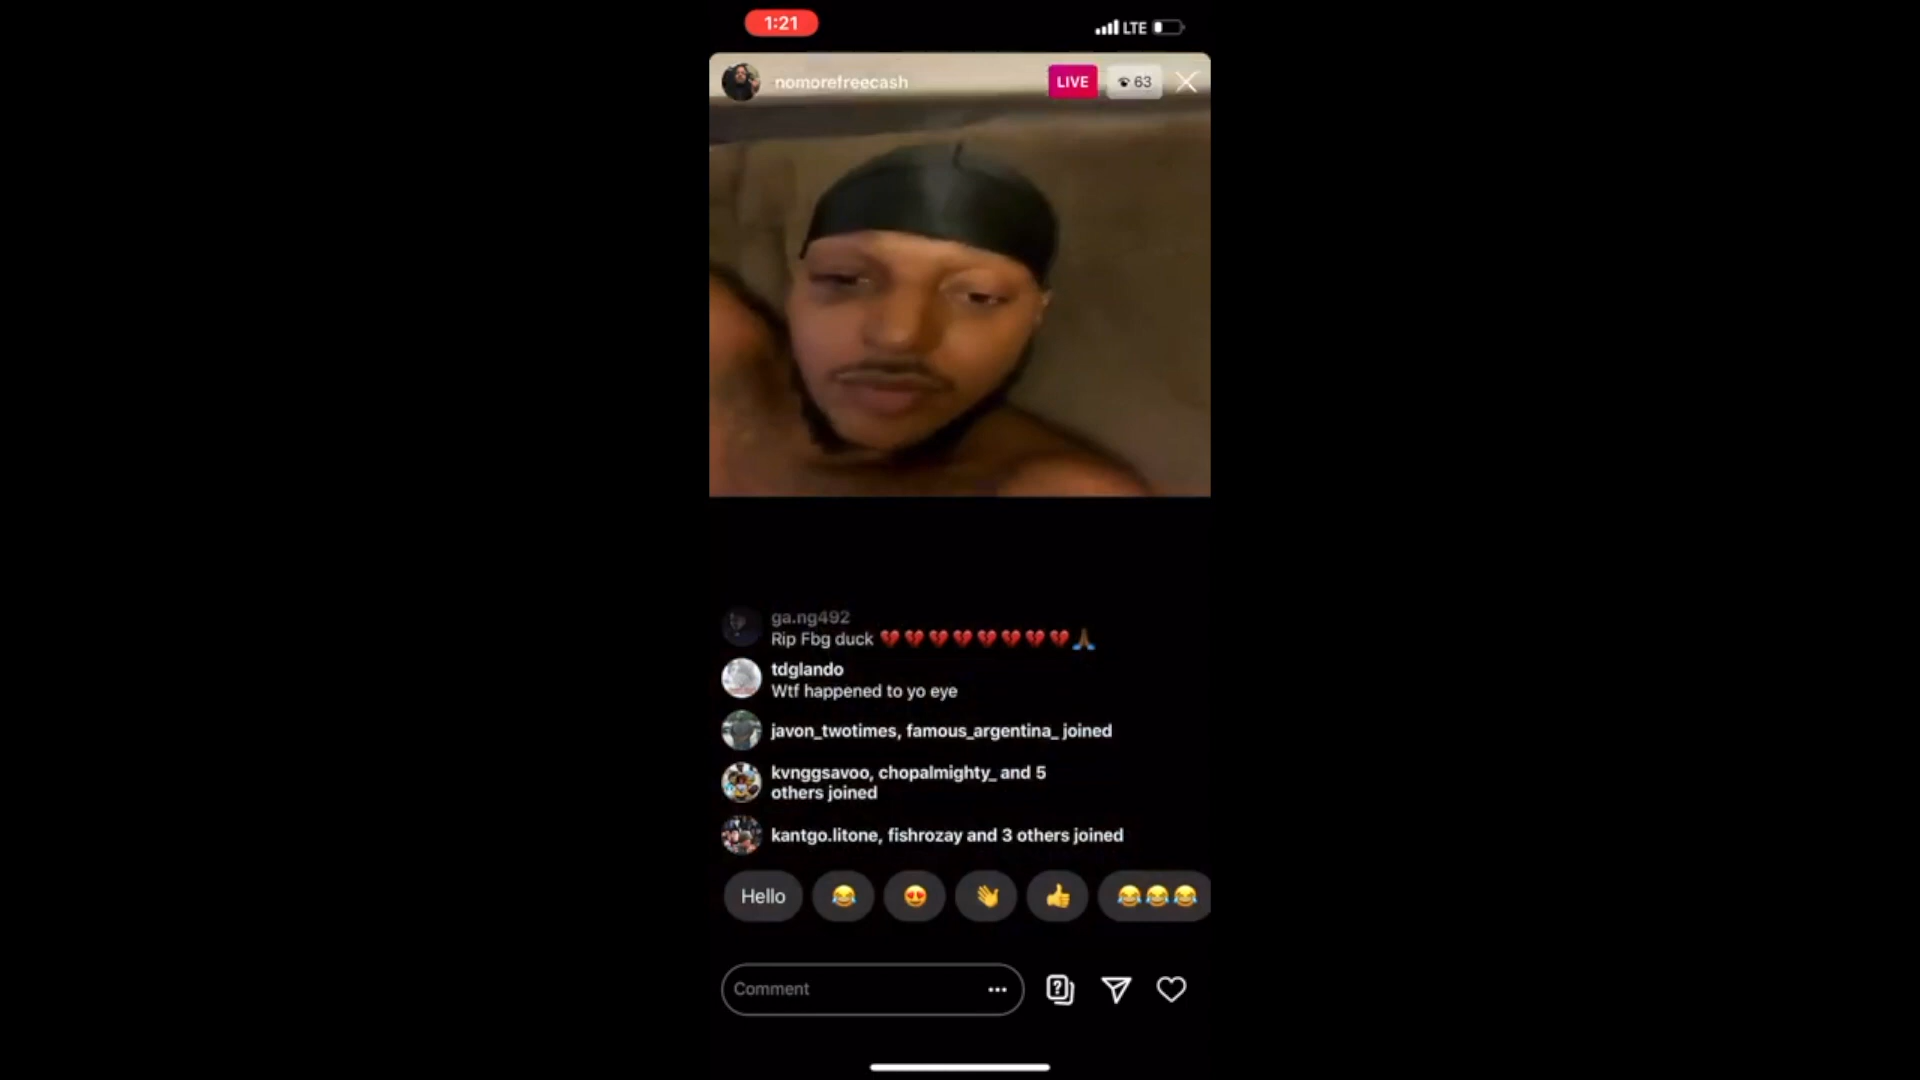 1:21
LTE
nomorefreecash
LIVE
63
ga.ng492
Rip Fbg duck 💔💔💔💔💔💔💔💔🙏🏾
tdglando
Wtf happened to yo eye
javon_twotimes, famous_argentina_ joined
kvnggsavoo, chopalmighty_ and 5
others joined
kantgo.litone, fishrozay and 3 others joined
Hello 😂 😍 👋 👍 😂😂😂
Comment